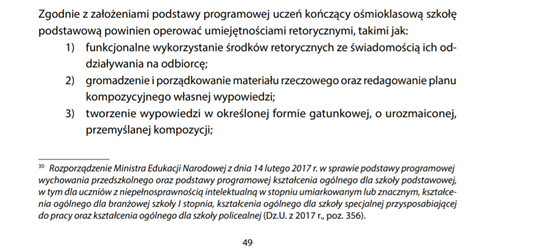 Zgodnie z założeniami podstawy programowej uczeń kończący ośmioklasową szkołę
podstawową powinien operować umiejętnościami retorycznymi, takimi jak:
1) funkcjonalne wykorzystanie środków retorycznych ze świadomością ich od-
działywania na odbiorcę;
2) gromadzenie i porządkowanie materiału rzeczowego oraz redagowanie planu
kompozycyjnego własnej wypowiedzi;
3) tworzenie wypowiedzi w określonej formie gatunkowej, o urozmaiconej,
przemyślanej kompozycji;
30 Rozporządzenie Ministra Edukacji Narodowej z dnia 14 lutego 2017 r. w sprawie podstawy programowej
wychowania przedszkolnego oraz podstawy programowej kształcenia ogólnego dla szkoły podstawowej,
w tym dla uczniów z niepełnosprawnością intelektualną w stopniu umiarkowanym lub znacznym, kształce-
nia ogólnego dla branżowej szkoły I stopnia, kształcenia ogólnego dla szkoły specjalnej przysposabiającej
do pracy oraz kształcenia ogólnego dla szkoły policealnej (Dz.U. z 2017 r., poz. 356).
49